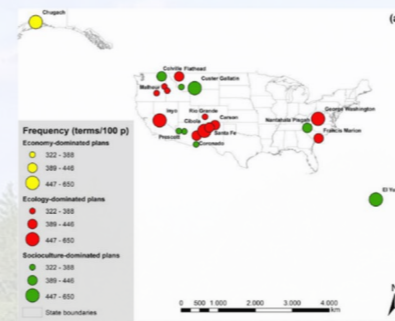 Chugach
(a
Colville Flathead
Custer Gallatin
Malheur
Inyo
Rio Grande
Carson
Cibola
Santa Fe
Prescott
Coronado
George Washington
Nantahala Pisgah
Francis Marion
El Yu
Frequency (terms/100 p)
Economy-dominated plans
322 - 388
389 - 446
447 - 650
Ecology-dominated plans
322 - 388
389 - 446
447 - 650
Socioculture-dominated plans
322 - 388
389 - 446
447 - 650
State boundaries
0 500 1.000 2.000 3.000 4.000
km
N